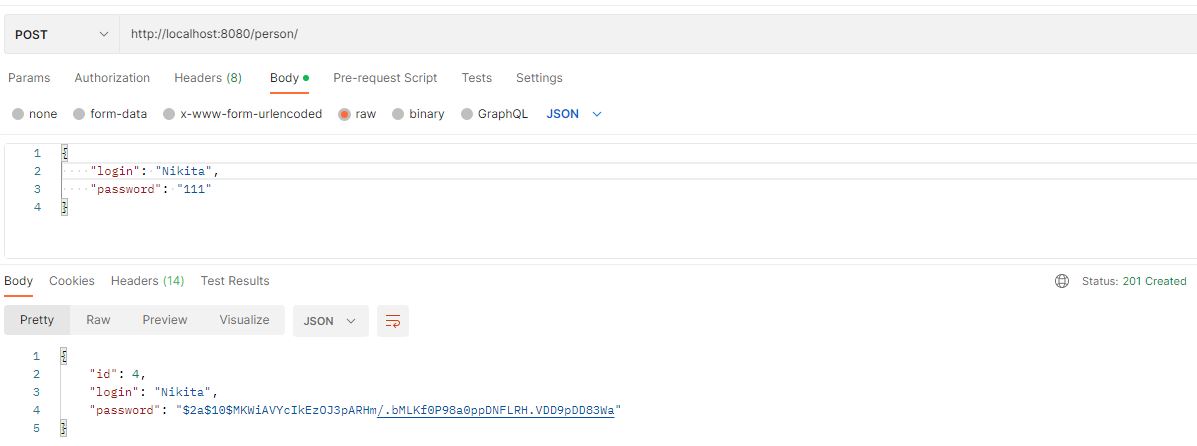 POST http://localhost:8080/person/
Params Authorization Headers (8) Body Pre-request Script Tests Settings
none form-data x-www-form-urlencoded raw binary GraphQL JSON
1 {
2 "login": "Nikita",
3 "password": "111"
4 }
Body Cookies Headers (14) Test Results Status: 201 Created
Pretty Raw Preview Visualize JSON
1 {
2 "id": 4,
3 "login": "Nikita",
4 "password": "$2a$10$MKWiAVYcIkEzOJ3pARHm/.bMLKf0P98a0ppDNFLRH.VDD9pDD83Wa"
5 }